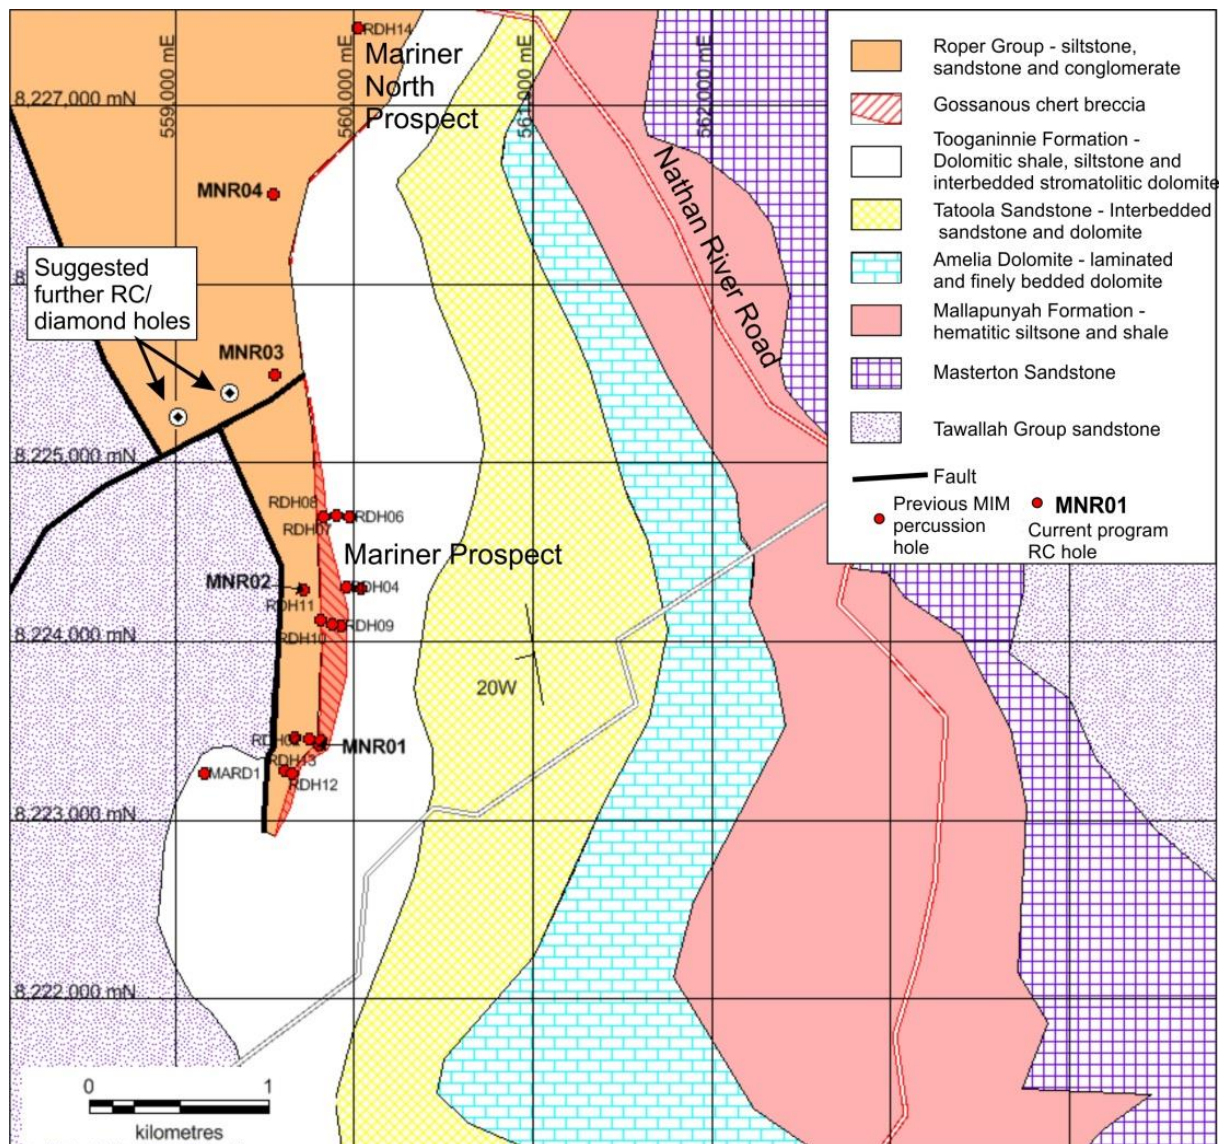 RDH14
Mariner
North
Prospect
8,227,000 mN
559,000 mE
560,000 mE
561,000 mE
562,000 mE
Nathan River Road
MNR04
Suggested
further RC/
diamond holes
8
MNR03
8,225,000 mN
RDH08
RDH07
RDH06
Mariner Prospect
MNR02
RDH04
RDH11
RDH10
RDH09
8,224,000 mN
20W
RDH02
MNR01
RDH13
MARD1
RDH12
8,223,000 mN
8,222,000 mN
0 1
kilometres
Roper Group - siltstone,
sandstone and conglomerate
Gossanous chert breccia
Tooganinnie Formation -
Dolomitic shale, siltstone and
interbedded stromatolitic dolomite
Tatoola Sandstone - Interbedded
sandstone and dolomite
Amelia Dolomite - laminated
and finely bedded dolomite
Mallapunyah Formation -
hematitic siltsone and shale
Masterton Sandstone
Tawallah Group sandstone
Fault
Previous MIM
percussion
hole
MNR01
Current program
RC hole